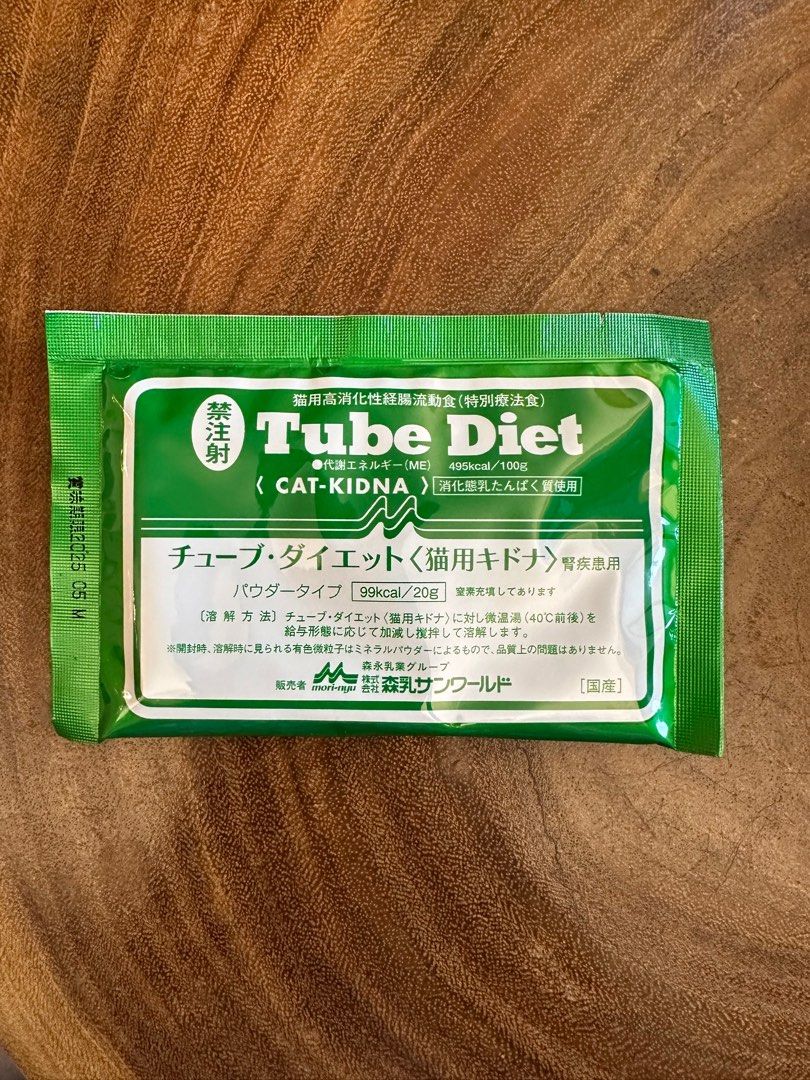 猫用高消化性経腸流動食(特別療法食)
禁注射
Tube Diet
●代謝エネルギー(ME) 495kcal/100g
〈 CAT-KIDNA 〉 消化態乳たんぱく質使用
チューブ・ダイエット〈猫用キドナ〉腎疾患用
パウダータイプ 99kcal/20g 窒素充填してあります
〔溶解方法〕チューブ・ダイエット〈猫用キドナ〉に対し微温湯(40℃前後)を
給与形態に応じて加減し撹拌して溶解します。
※開封時、溶解時に見られる有色微粒子はミネラルパウダーによるもので、品質上の問題はありません。
森永乳業グループ
販売者 mori-nyu 株式会社 森乳サンワールド
[国産]
2025 05 M